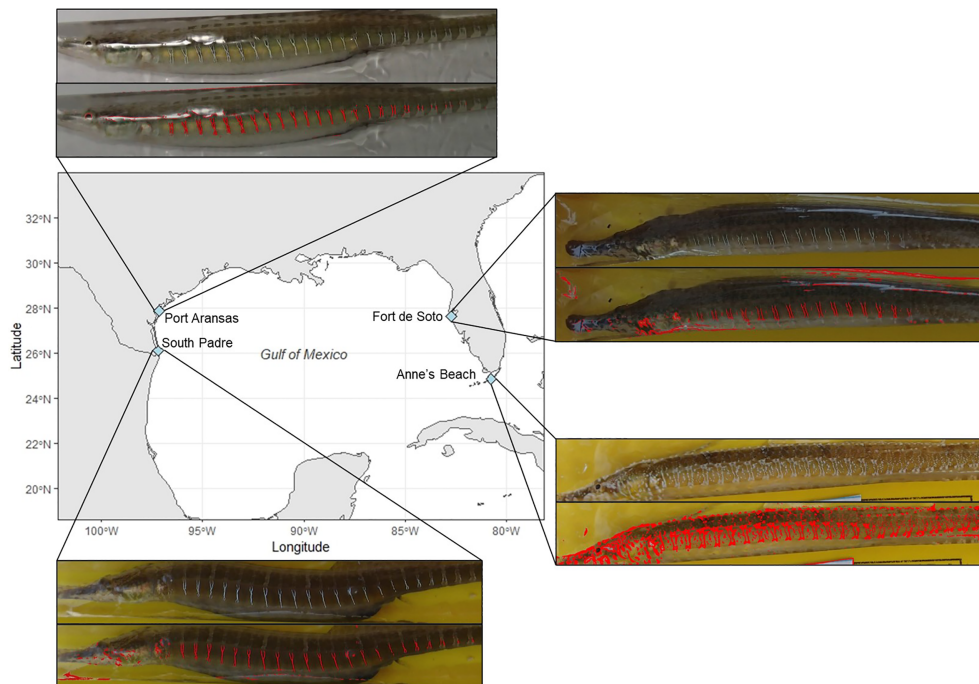 32°N
30°N
28°N
26°N
24°N
22°N
20°N
Latitude
Port Aransas
South Padre
Gulf of Mexico
Fort de Soto
Anne's Beach
100°W
95°W
90°W
85°W
80°W
Longitude